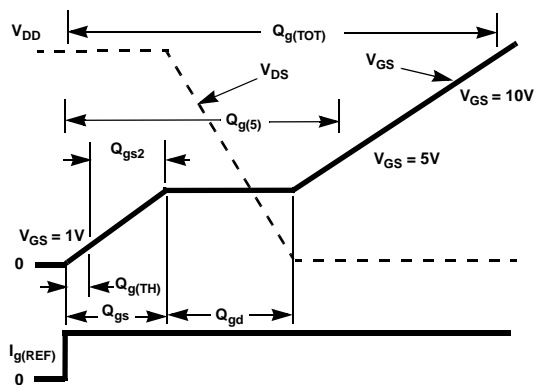 V_DD
Q_g(TOT)
V_DS
V_GS
V_GS = 10V
Q_g(5)
Q_gs2
V_GS = 5V
V_GS = 1V
0
Q_g(TH)
Q_gs
Q_gd
I_g(REF)
0